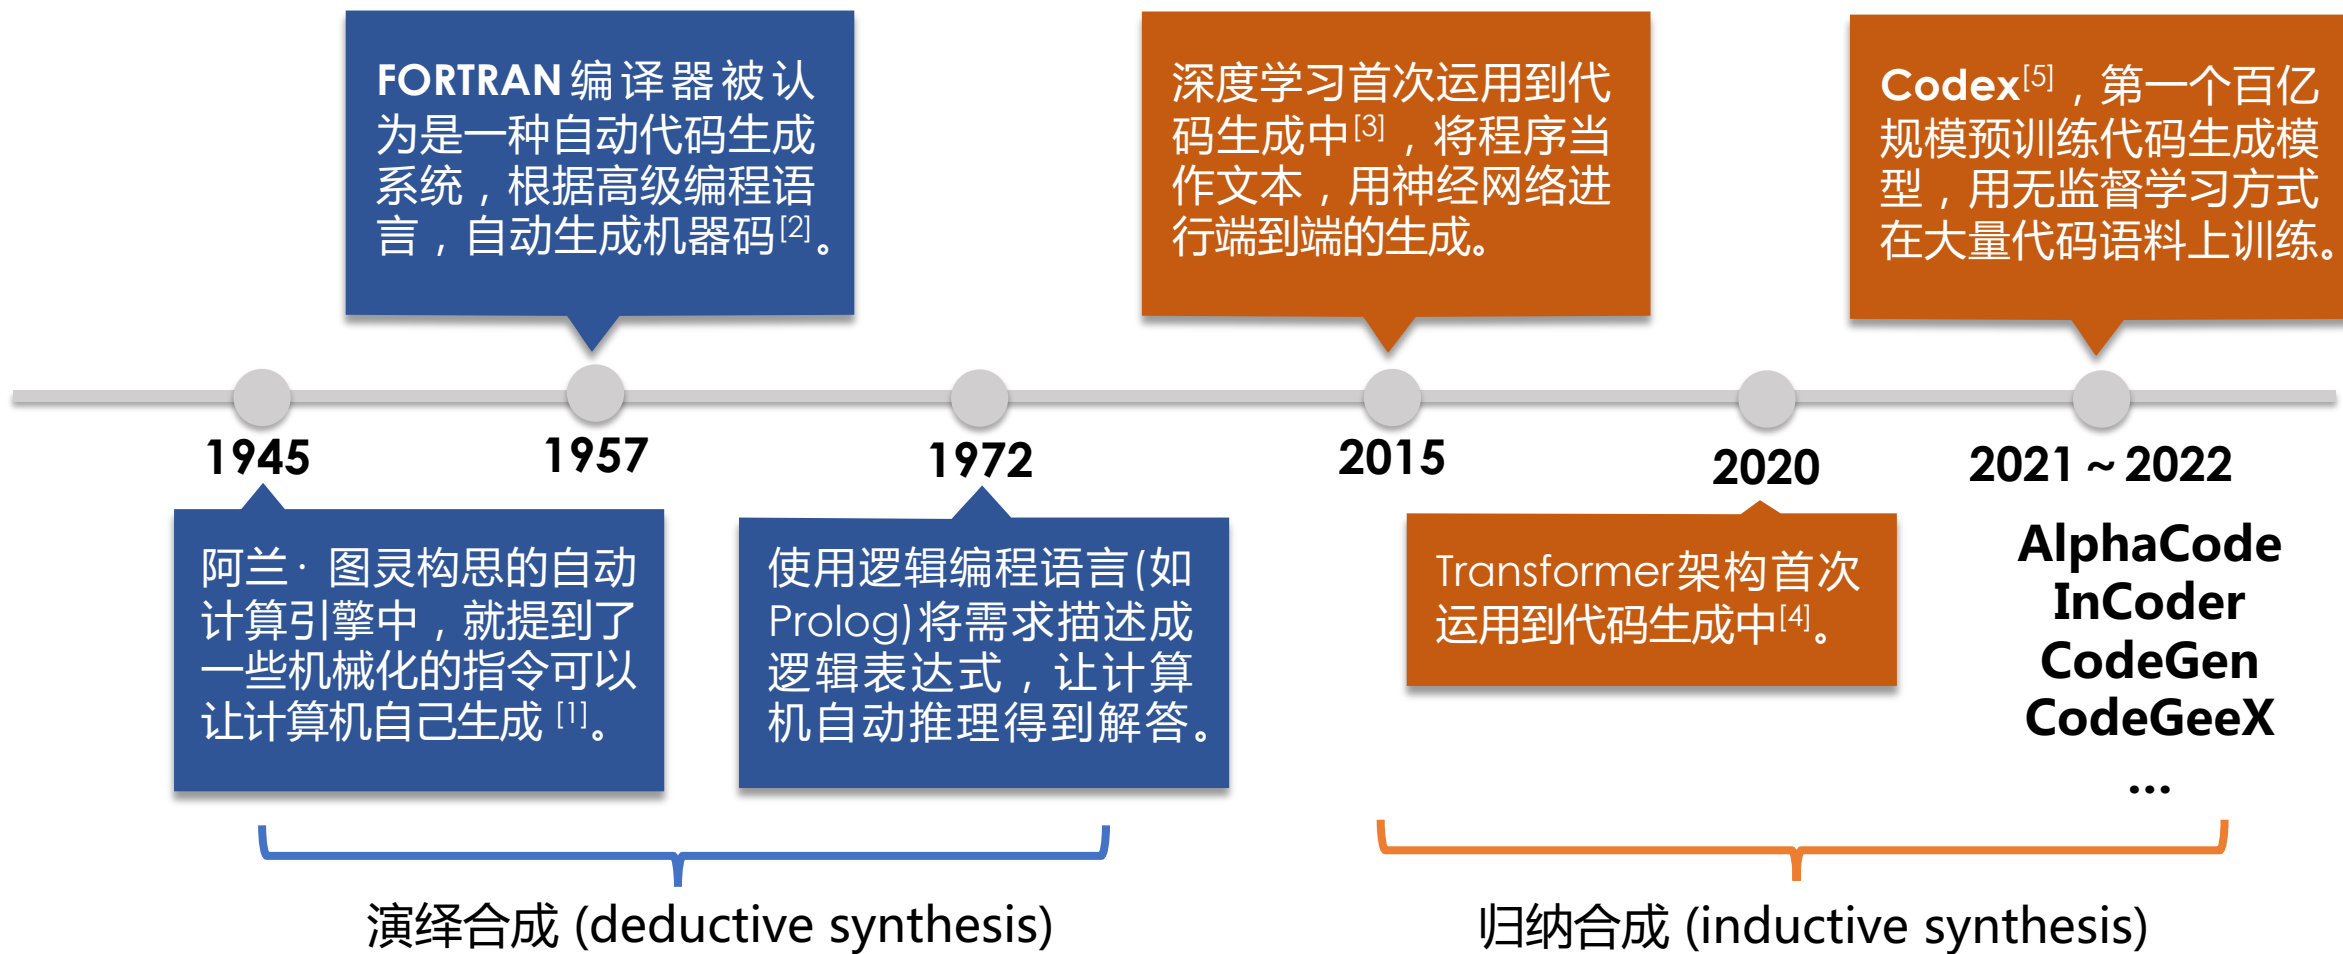 FORTRAN编译器被认
为是一种自动代码生成
系统，根据高级编程语
言，自动生成机器码[2]。
深度学习首次运用到代
码生成中[3]，将程序当
作文本，用神经网络进
行端到端的生成。
Codex[5]，第一个百亿
规模预训练代码生成模
型，用无监督学习方式
在大量代码语料上训练。
1945
1957
1972
2015
2020
2021～2022
阿兰·图灵构思的自动
计算引擎中，就提到了
一些机械化的指令可以
让计算机自己生成 [1]。
使用逻辑编程语言(如
Prolog)将需求描述成
逻辑表达式，让计算
机自动推理得到解答。
Transformer架构首次
运用到代码生成中[4]。
AlphaCode
InCoder
CodeGen
CodeGeeX
...
演绎合成 (deductive synthesis)
归纳合成 (inductive synthesis)